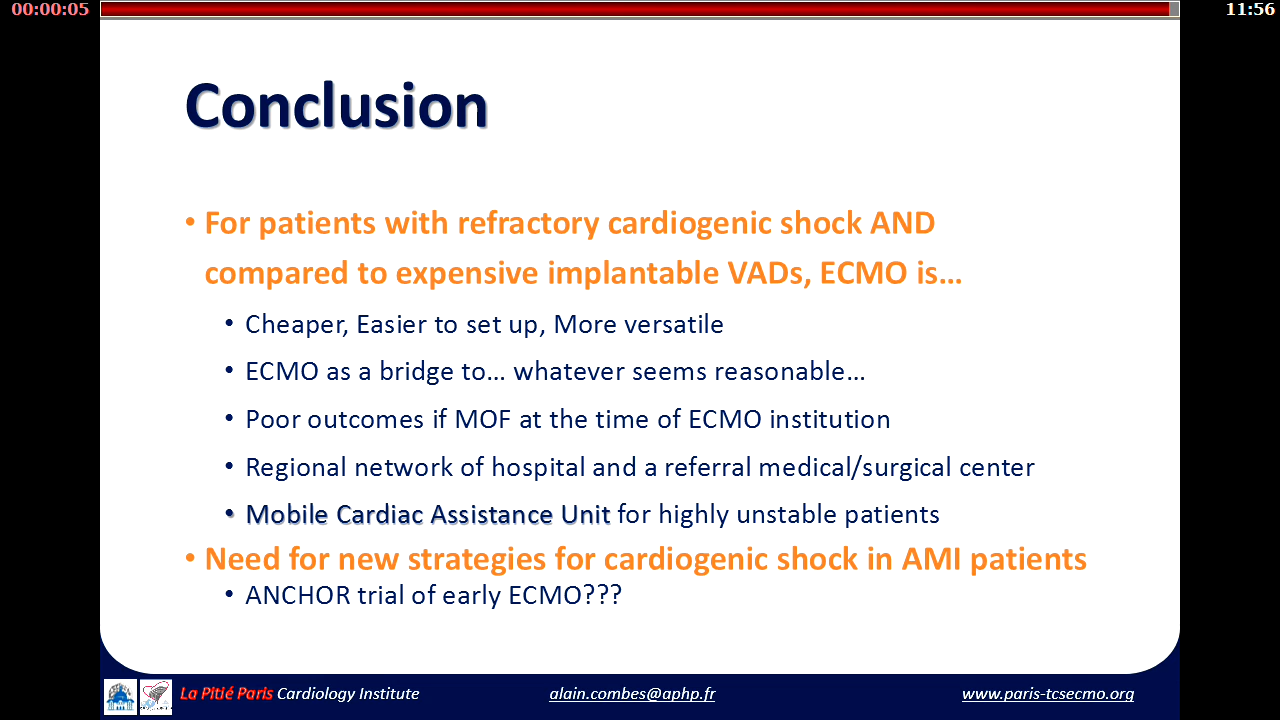 00:00:05
11:56
Conclusion
• For patients with refractory cardiogenic shock AND
compared to expensive implantable VADs, ECMO is…
• Cheaper, Easier to set up, More versatile
• ECMO as a bridge to… whatever seems reasonable…
• Poor outcomes if MOF at the time of ECMO institution
• Regional network of hospital and a referral medical/surgical center
• Mobile Cardiac Assistance Unit for highly unstable patients
• Need for new strategies for cardiogenic shock in AMI patients
• ANCHOR trial of early ECMO???
La Pitié Paris Cardiology Institute
alain.combes@aphp.fr
www.paris-tcsecmo.org